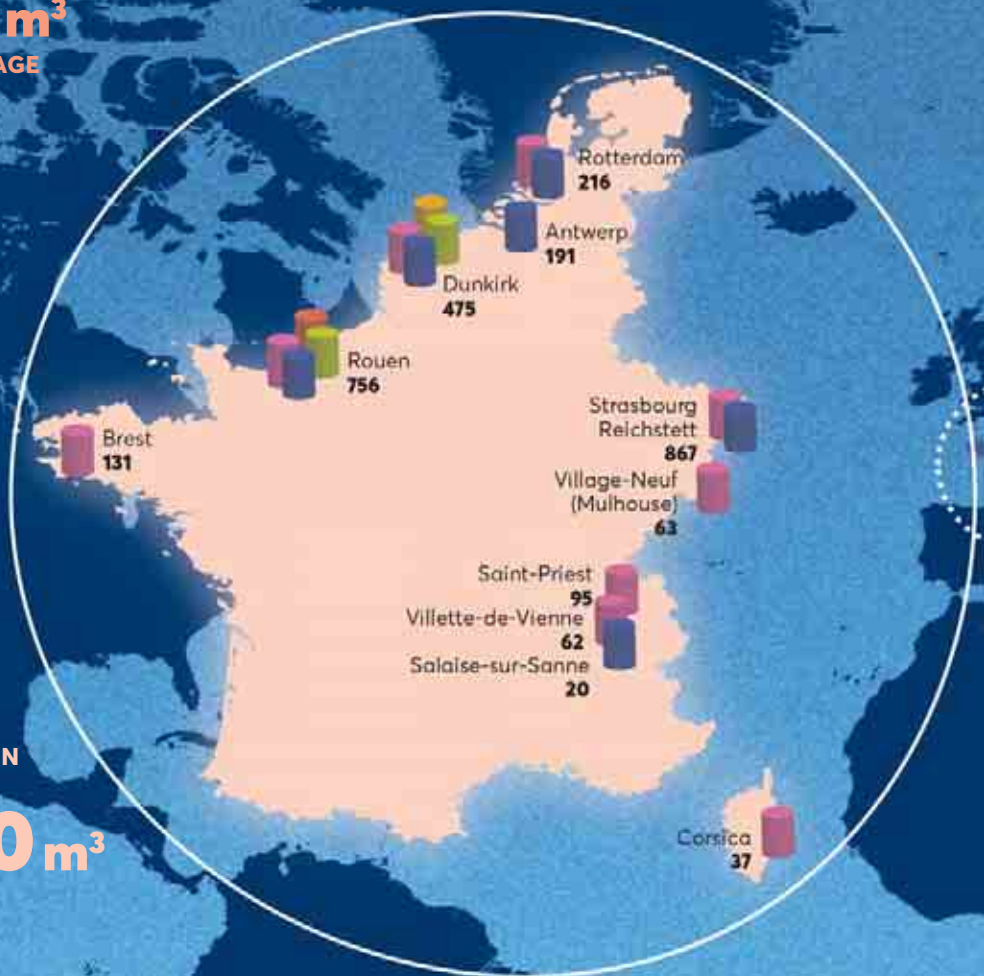 m³
AGE
Rotterdam
216
Antwerp
191
Dunkirk
475
Rouen
756
Strasbourg
Reichstett
867
Brest
131
Village-Neuf
(Mulhouse)
63
Saint-Priest
95
Villette-de-Vienne
62
Salaise-sur-Sanne
20
N
0 m³
Corsica
37